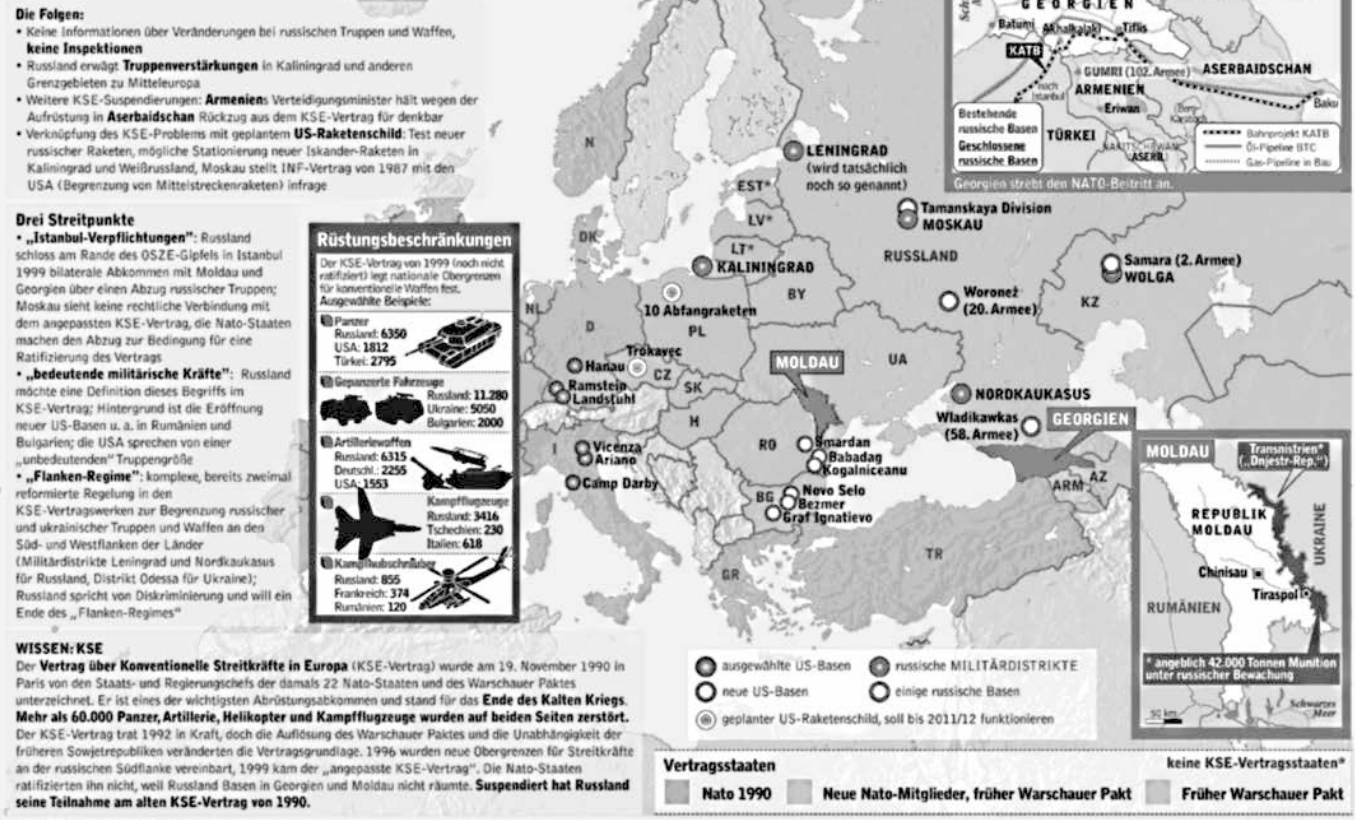 Die Folgen:
• Keine Informationen über Veränderungen bei russischen Truppen und Waffen,
keine Inspektionen
• Russland erwägt Truppenverstärkungen in Kaliningrad und anderen
Grenzgebieten zu Mitteleuropa
• Weitere KSE-Suspendierungen: Armeniens Verteidigungsminister hält wegen der
Aufrüstung in Aserbaidschan Rückzug aus dem KSE-Vertrag für denkbar
• Verknüpfung des KSE-Problems mit geplantem US-Raketenschild: Test neuer
russischer Raketen, mögliche Stationierung neuer Iskander-Raketen in
Kaliningrad und Weißrussland, Moskau stellt INF-Vertrag von 1987 mit den
USA (Begrenzung von Mittelstreckenraketen) infrage
Drei Streitpunkte
• „Istanbul-Verpflichtungen": Russland
schloss am Rande des OSZE-Gipfels in Istanbul
1999 bilaterale Abkommen mit Moldau und
Georgien über einen Abzug russischer Truppen;
Moskau sieht keine rechtliche Verbindung mit
dem angepassten KSE-Vertrag, die Nato-Staaten
machen den Abzug zur Bedingung für eine
Ratifizierung des Vertrags
• „bedeutende militärische Kräfte": Russland
möchte eine Definition dieses Begriffs im
KSE-Vertrag; Hintergrund ist die Eröffnung
neuer US-Basen u. a. in Rumänien und
Bulgarien; die USA sprechen von einer
„unbedeutenden" Truppengröße
• „Flanken-Regime": komplexe, bereits zweimal
reformierte Regelung in den
KSE-Vertragswerken zur Begrenzung russischer
und ukrainischer Truppen und Waffen an den
Süd- und Westflanken der Länder
(Militärdistrikte Leningrad und Nordkaukasus
für Russland, Distrikt Odessa für Ukraine);
Russland spricht von Diskriminierung und will ein
Ende des „Flanken-Regimes"
Rüstungsbeschränkungen
Der KSE-Vertrag von 1999 (noch nicht
ratifiziert) legt nationale Obergrenzen
für konventionelle Waffen fest.
Ausgewählte Beispiele:
Panzer
Russland: 6350
USA: 1812
Türkei: 2795
Gepanzerte Fahrzeuge
Russland: 11.280
Ukraine: 5050
Bulgarien: 2000
Artilleriewaffen
Russland: 6315
Deutschl.: 2255
USA: 1553
Kampfflugzeuge
Russland: 3416
Tschechien: 230
Italien: 618
Kampfhubschrauber
Russland: 855
Frankreich: 374
Rumänien: 120
N
DK
NL
D
I
EST*
LV*
LT*
BY
PL
CZ
SK
H
RO
BG
GR
TR
UA
KZ
ARM
AZ
RUSSLAND
LENINGRAD
(wird tatsächlich
noch so genannt)
Tamanskaya Division
MOSKAU
KALININGRAD
10 Abfangraketen
Samara (2. Armee)
WOLGA
Woronež
(20. Armee)
Trokavec
Hanau
Ramstein
Landstuhl
MOLDAU
NORDKAUKASUS
Wladikawkas
(58. Armee)
GEORGIEN
Vicenza
Ariano
Camp Darby
Smardan
Babadag
Kogalniceanu
Novo Selo
Bezmer
Graf Ignatievo
GEORGIEN
Batumi
Akhalkalaki
Tiflis
KATB
GUMRI (102. Armee)
ASERBAIDSCHAN
noch
Istanbul
ARMENIEN
Eriwan
Berg-
Karabach
Baku
Bestehende
russische Basen
Geschlossene
russische Basen
TÜRKEI
(ASERB.)
Bahnprojekt KATB
Öl-Pipeline BTC
Gas-Pipeline in Bau
Georgien strebt den NATO-Beitritt an.
MOLDAU
Transnistrien*
(„Dnjestr-Rep.")
REPUBLIK
MOLDAU
UKRAINE
Chinisau
Tiraspol
RUMÄNIEN
* angeblich 42.000 Tonnen Munition
unter russischer Bewachung
50 km
Schwarzes
Meer
WISSEN: KSE
Der Vertrag über Konventionelle Streitkräfte in Europa (KSE-Vertrag) wurde am 19. November 1990 in
Paris von den Staats- und Regierungschefs der damals 22 Nato-Staaten und des Warschauer Paktes
unterzeichnet. Er ist eines der wichtigsten Abrüstungsabkommen und stand für das Ende des Kalten Kriegs.
Mehr als 60.000 Panzer, Artillerie, Helikopter und Kampfflugzeuge wurden auf beiden Seiten zerstört.
Der KSE-Vertrag trat 1992 in Kraft, doch die Auflösung des Warschauer Paktes und die Unabhängigkeit der
früheren Sowjetrepubliken veränderten die Vertragsgrundlage. 1996 wurden neue Obergrenzen für Streitkräfte
an der russischen Südflanke vereinbart, 1999 kam der „angepasste KSE-Vertrag". Die Nato-Staaten
ratifizierten ihn nicht, weil Russland Basen in Georgien und Moldau nicht räumte. Suspendiert hat Russland
seine Teilnahme am alten KSE-Vertrag von 1990.
ausgewählte US-Basen
russische MILITÄRDISTRIKTE
neue US-Basen
einige russische Basen
geplanter US-Raketenschild, soll bis 2011/12 funktionieren
Vertragsstaaten
keine KSE-Vertragsstaaten*
Nato 1990
Neue Nato-Mitglieder, früher Warschauer Pakt
Früher Warschauer Pakt